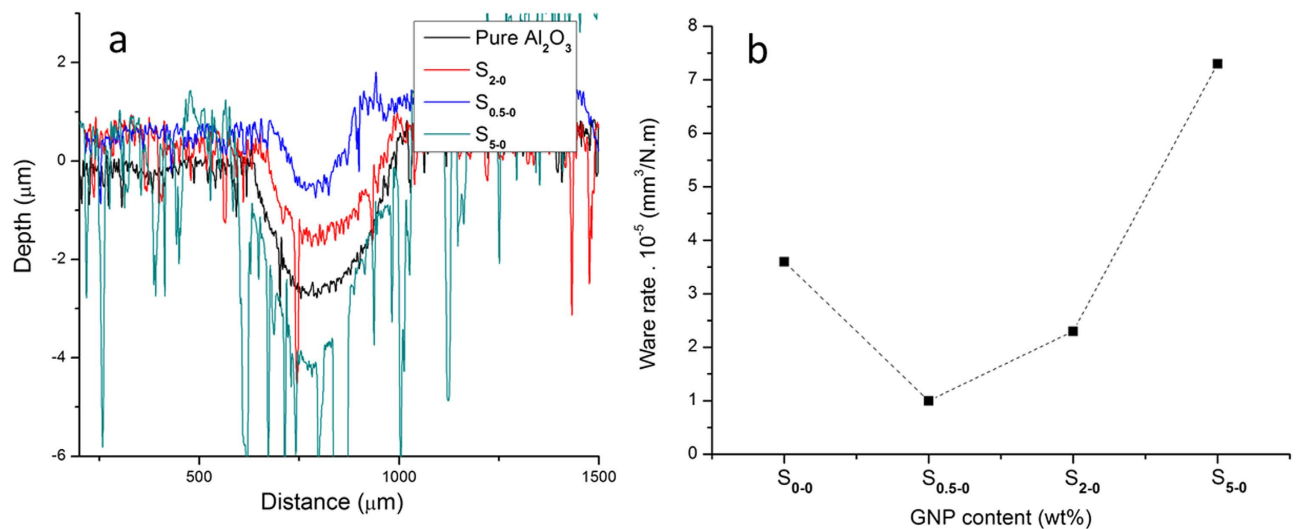 a
Pure Al₂O₃
S₂₋₀
S₀.₅₋₀
S₅₋₀
2
0
-2
-4
-6
Depth (μm)
500
1000
1500
Distance (μm)
b
8
7
6
5
4
3
2
1
0
Ware rate . 10⁻⁵ (mm³/N.m)
S₀₋₀
S₀.₅₋₀
S₂₋₀
S₅₋₀
GNP content (wt%)